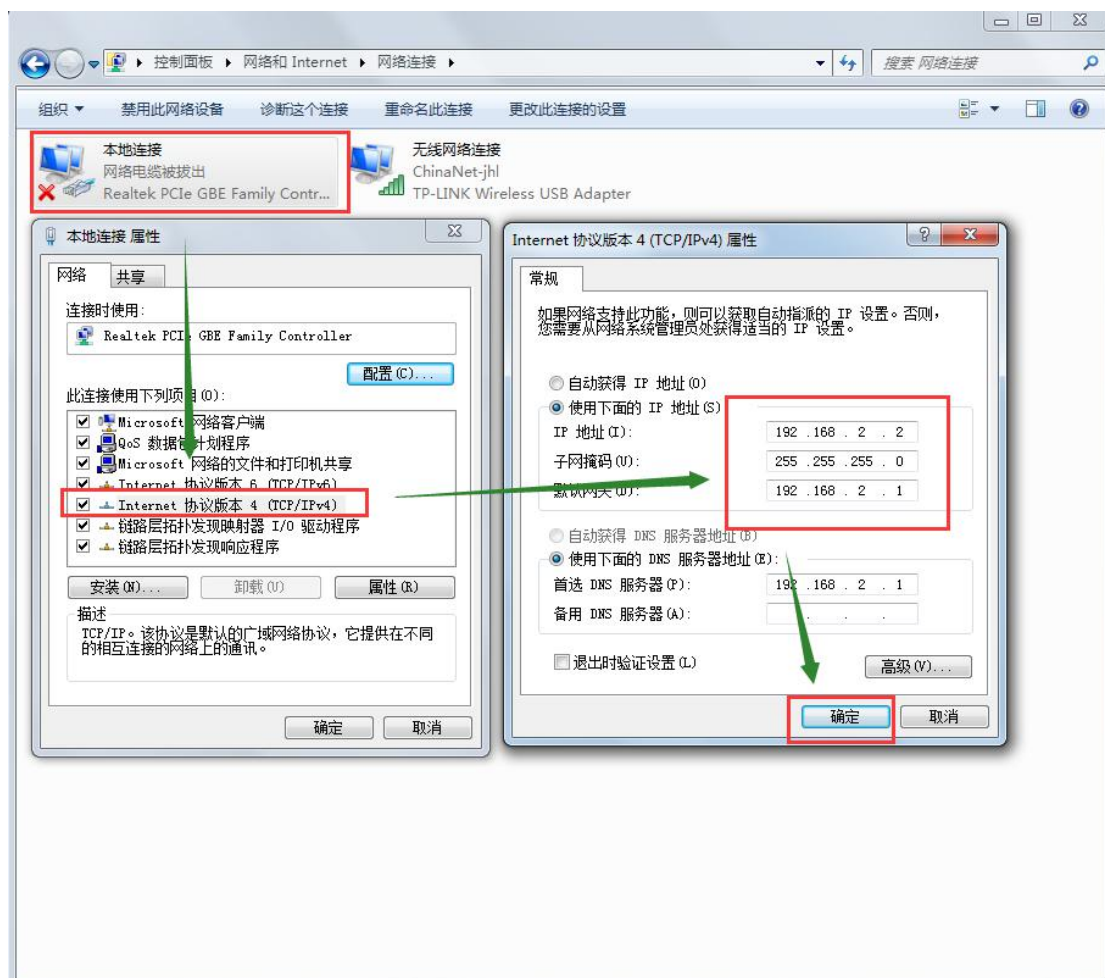 控制面板 ▸ 网络和 Internet ▸ 网络连接 ▸
搜索 网络连接
组织 禁用此网络设备 诊断这个连接 重命名此连接 更改此连接的设置
本地连接
网络电缆被拔出
Realtek PCIe GBE Family Contr...
无线网络连接
ChinaNet-jhl
TP-LINK Wireless USB Adapter
本地连接 属性
网络 共享
连接时使用:
Realtek PCIe GBE Family Controller
配置(C)...
此连接使用下列项目(O):
Microsoft 网络客户端
QoS 数据包计划程序
Microsoft 网络的文件和打印机共享
Internet 协议版本 6 (TCP/IPv6)
Internet 协议版本 4 (TCP/IPv4)
链路层拓扑发现映射器 I/O 驱动程序
链路层拓扑发现响应程序
安装(N)... 卸载(U) 属性(R)
描述
TCP/IP。该协议是默认的广域网络协议，它提供在不同
的相互连接的网络上的通讯。
确定 取消
Internet 协议版本 4 (TCP/IPv4) 属性
常规
如果网络支持此功能，则可以获取自动指派的 IP 设置。否则，
您需要从网络系统管理员处获得适当的 IP 设置。
自动获得 IP 地址(O)
使用下面的 IP 地址(S)
IP 地址(I): 192 .168 . 2 . 2
子网掩码(U): 255 .255 .255 . 0
默认网关(D): 192 .168 . 2 . 1
自动获得 DNS 服务器地址(B)
使用下面的 DNS 服务器地址(E):
首选 DNS 服务器(P): 192 .168 . 2 . 1
备用 DNS 服务器(A): . . .
退出时验证设置(L)
高级(V)...
确定 取消